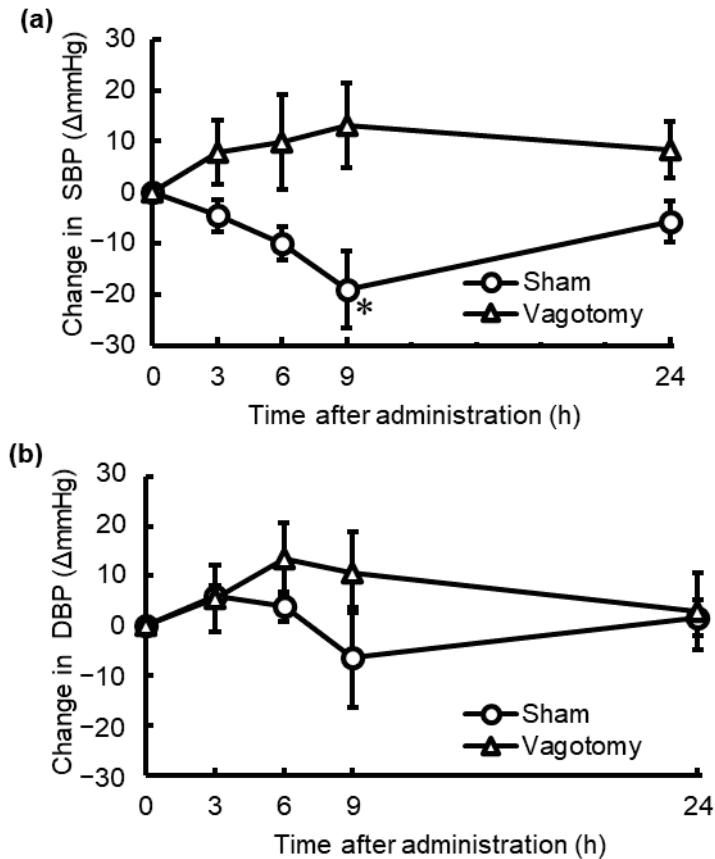 (a)
Change in SBP (ΔmmHg)
30
20
10
0
−10
−20
−30
*
Sham
Vagotomy
0 3 6 9 24
Time after administration (h)
(b)
Change in DBP (ΔmmHg)
30
20
10
0
−10
−20
−30
Sham
Vagotomy
0 3 6 9 24
Time after administration (h)